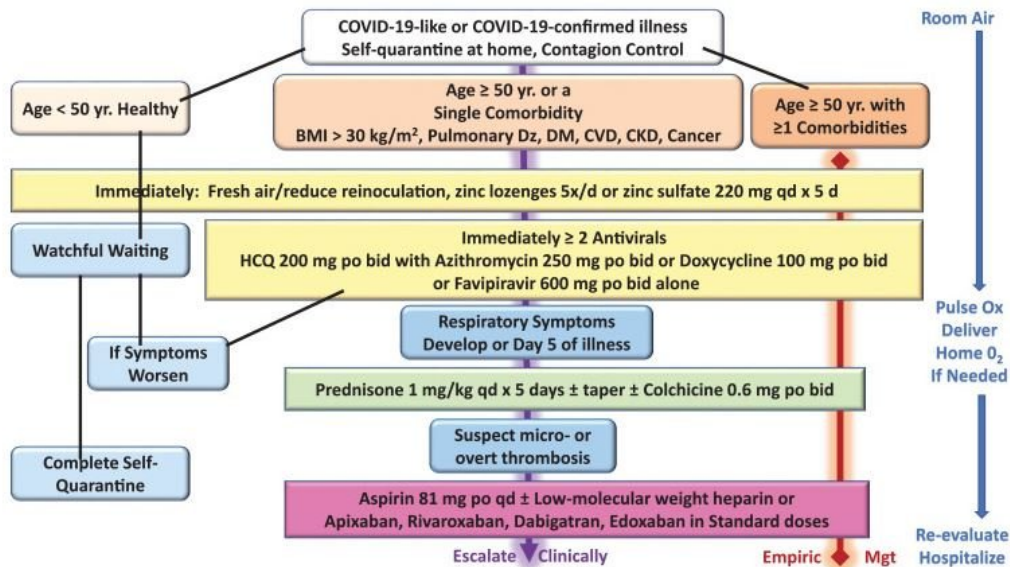 COVID-19-like or COVID-19-confirmed illness
Self-quarantine at home, Contagion Control
Room Air
Age < 50 yr. Healthy
Age ≥ 50 yr. or a
Single Comorbidity
BMI > 30 kg/m², Pulmonary Dz, DM, CVD, CKD, Cancer
Age ≥ 50 yr. with
≥1 Comorbidities
Immediately: Fresh air/reduce reinoculation, zinc lozenges 5x/d or zinc sulfate 220 mg qd x 5 d
Watchful Waiting
Immediately ≥ 2 Antivirals
HCQ 200 mg po bid with Azithromycin 250 mg po bid or Doxycycline 100 mg po bid
or Favipiravir 600 mg po bid alone
Pulse Ox
Deliver
Home 0₂
If Needed
If Symptoms
Worsen
Respiratory Symptoms
Develop or Day 5 of illness
Prednisone 1 mg/kg qd x 5 days ± taper ± Colchicine 0.6 mg po bid
Suspect micro- or
overt thrombosis
Complete Self-
Quarantine
Aspirin 81 mg po qd ± Low-molecular weight heparin or
Apixaban, Rivaroxaban, Dabigatran, Edoxaban in Standard doses
Escalate Clinically
Empiric Mgt
Re-evaluate
Hospitalize